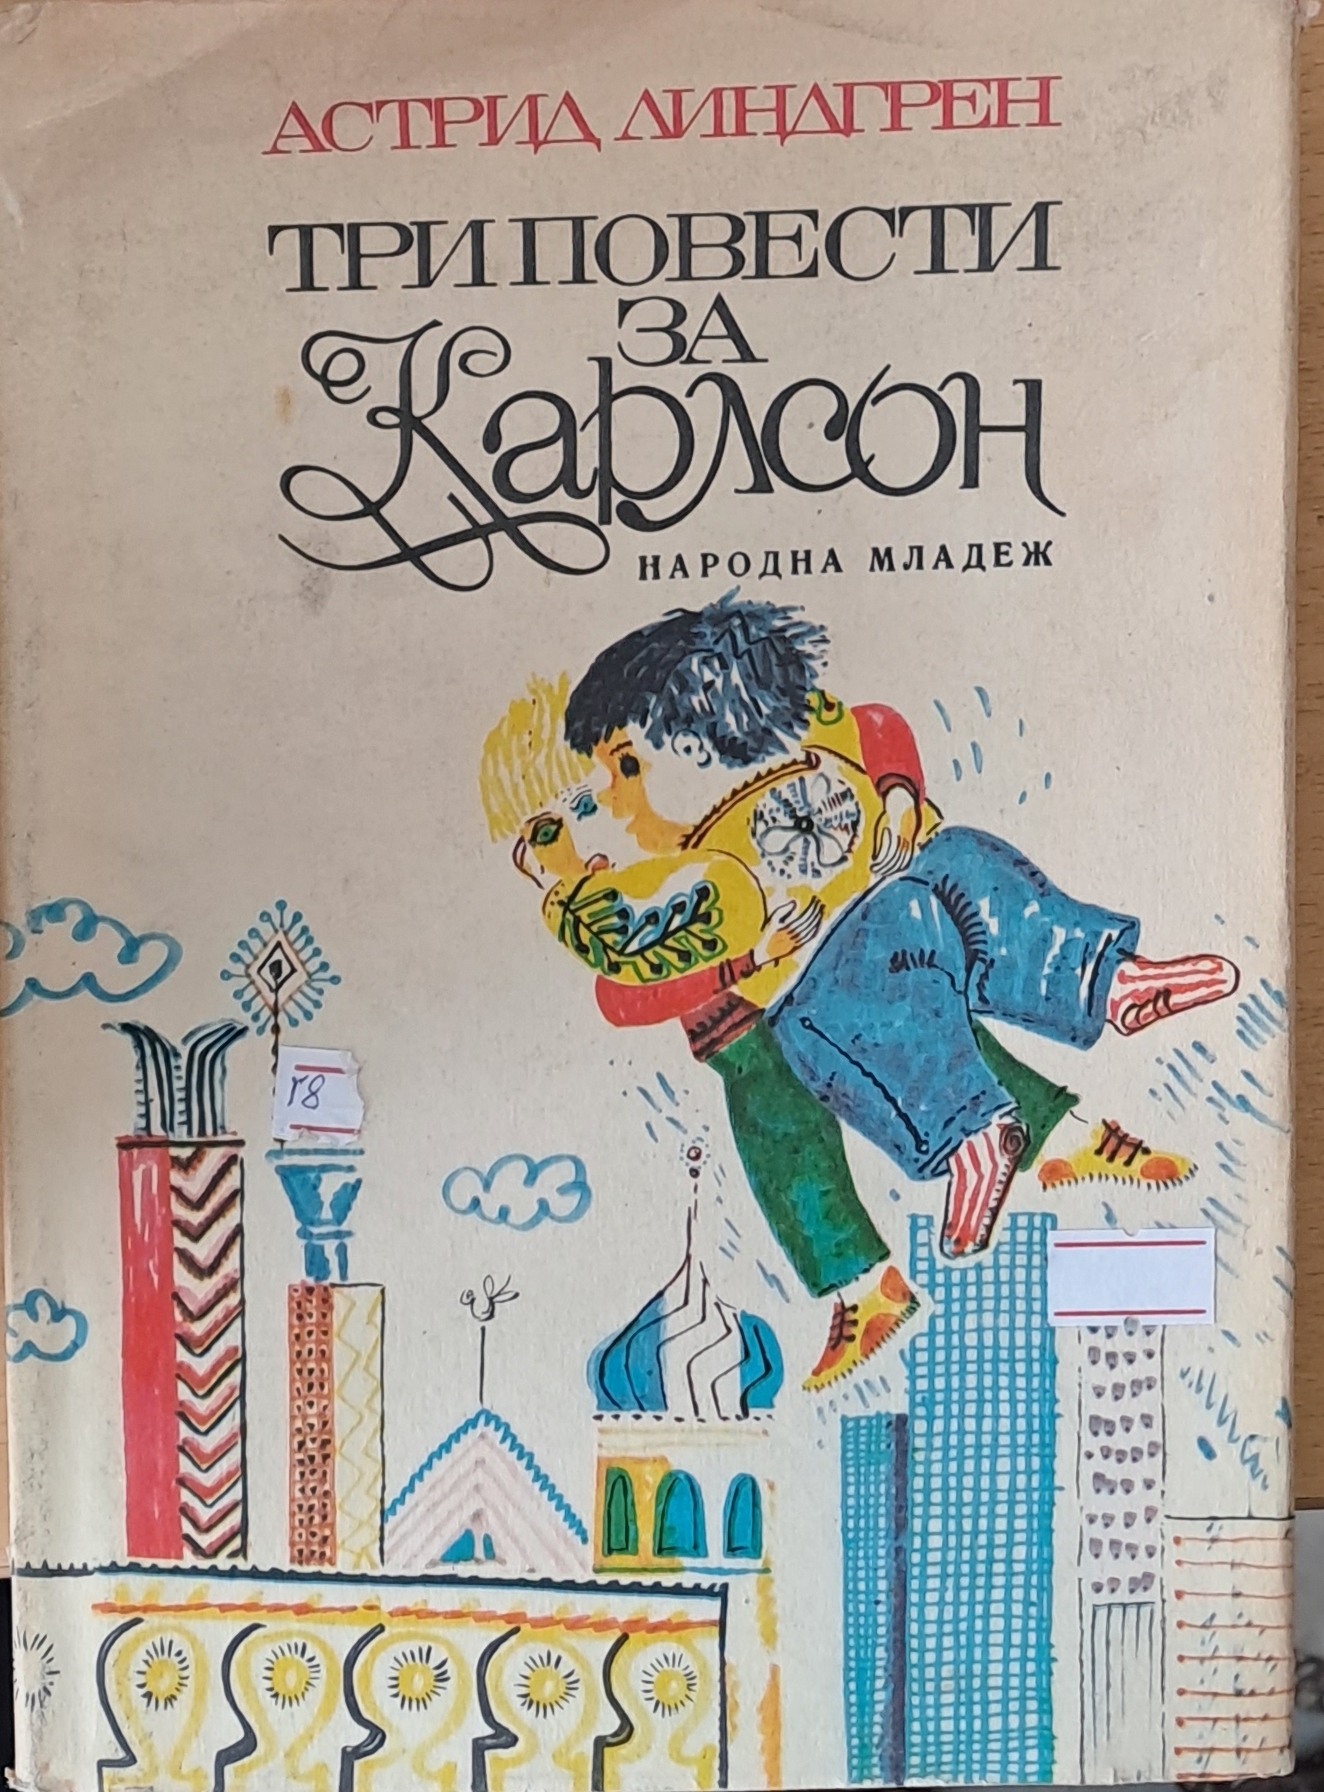 АСТРИД ЛИНДГРЕН
ТРИ ПОВЕСТИ
ЗА
Карлсон
НАРОДНА МЛАДЕЖ